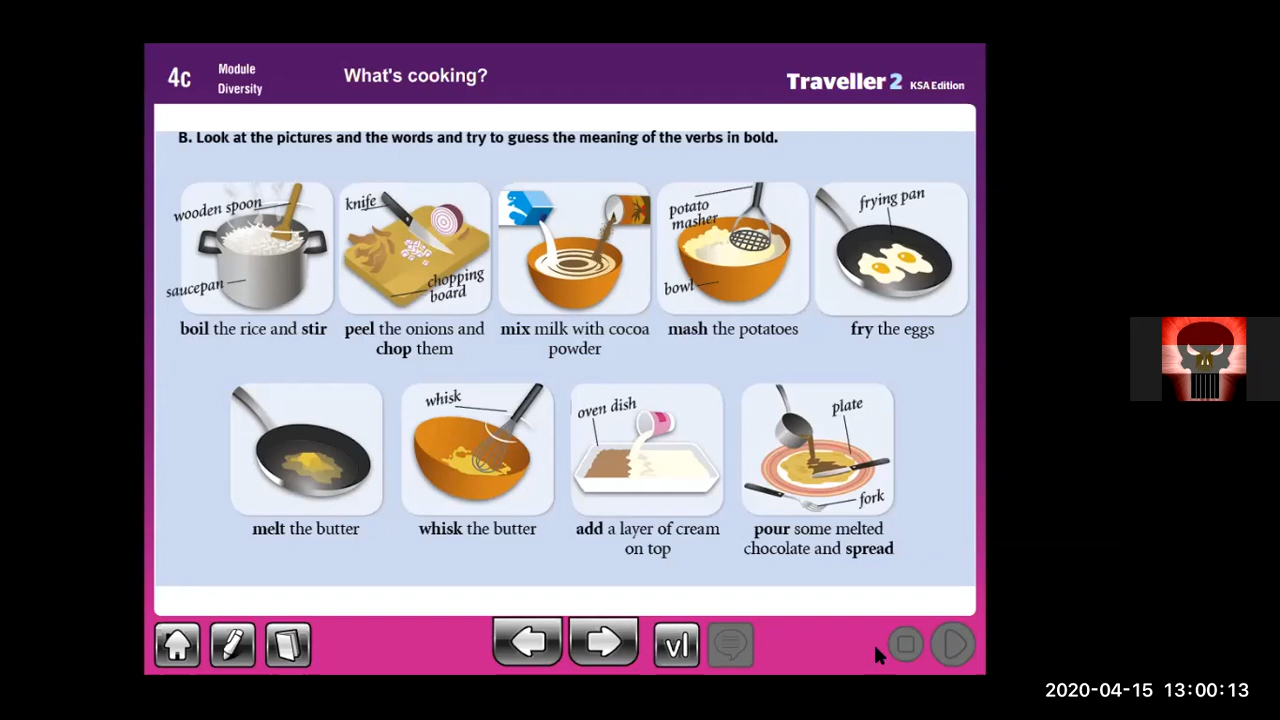 4c
Module
Diversity
What's cooking?
Traveller 2 KSA Edition
B. Look at the pictures and the words and try to guess the meaning of the verbs in bold.
wooden spoon
saucepan
boil the rice and stir
knife
chopping
board
peel the onions and
chop them
mix milk with cocoa
powder
potato
masher
bowl
mash the potatoes
frying pan
fry the eggs
melt the butter
whisk
whisk the butter
oven dish
add a layer of cream
on top
plate
fork
pour some melted
chocolate and spread
vl
2020-04-15 13:00:13